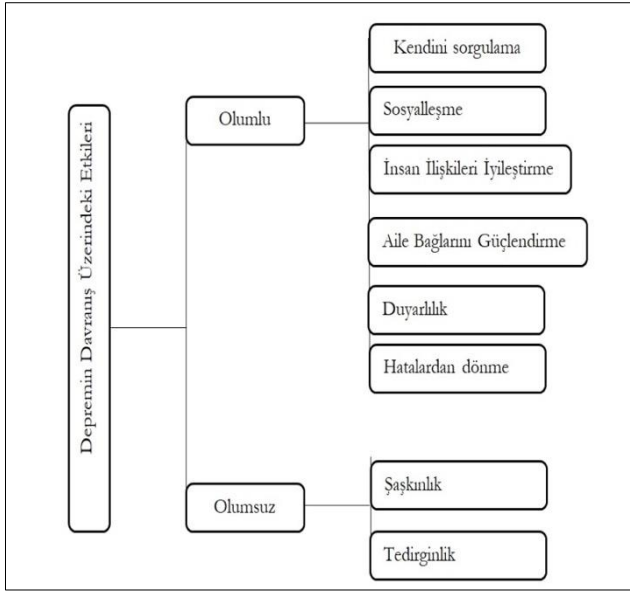 Depremin Davranış Üzerindeki Etkileri
Olumlu
Kendini sorgulama
Sosyalleşme
İnsan İlişkileri İyileştirme
Aile Bağlarını Güçlendirme
Duyarlılık
Hatalardan dönme
Olumsuz
Şaşkınlık
Tedirginlik